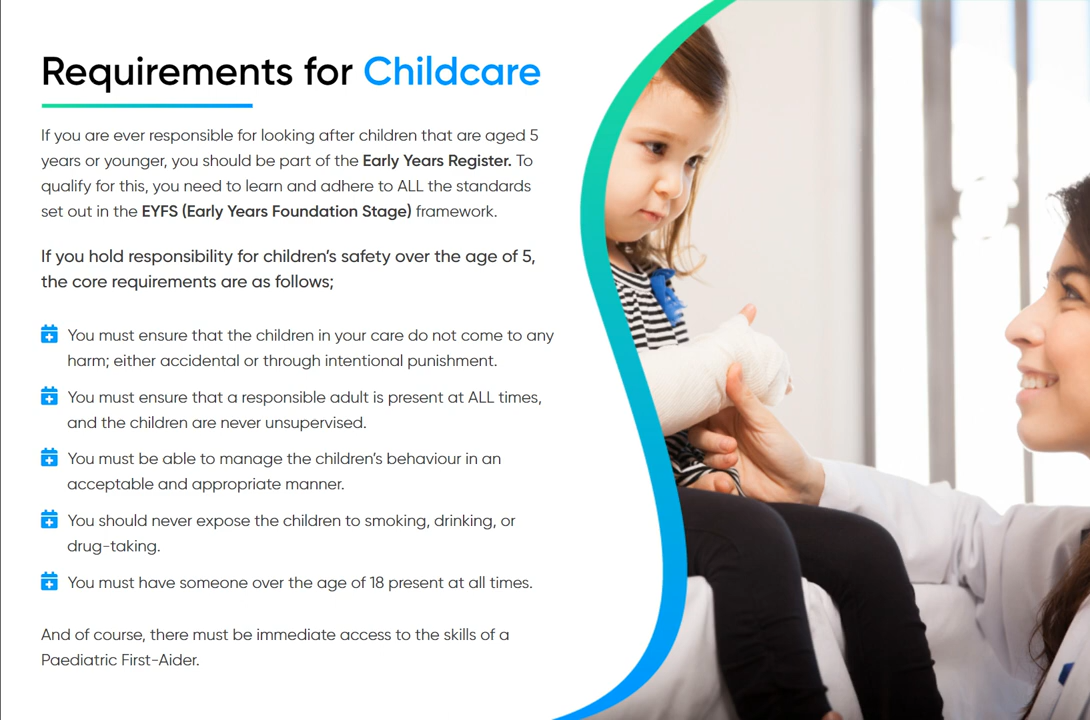 Requirements for Childcare
If you are ever responsible for looking after children that are aged 5
years or younger, you should be part of the Early Years Register. To
qualify for this, you need to learn and adhere to ALL the standards
set out in the EYFS (Early Years Foundation Stage) framework.
If you hold responsibility for children's safety over the age of 5,
the core requirements are as follows;
You must ensure that the children in your care do not come to any
harm; either accidental or through intentional punishment.
You must ensure that a responsible adult is present at ALL times,
and the children are never unsupervised.
You must be able to manage the children's behaviour in an
acceptable and appropriate manner.
You should never expose the children to smoking, drinking, or
drug-taking.
You must have someone over the age of 18 present at all times.
And of course, there must be immediate access to the skills of a
Paediatric First-Aider.